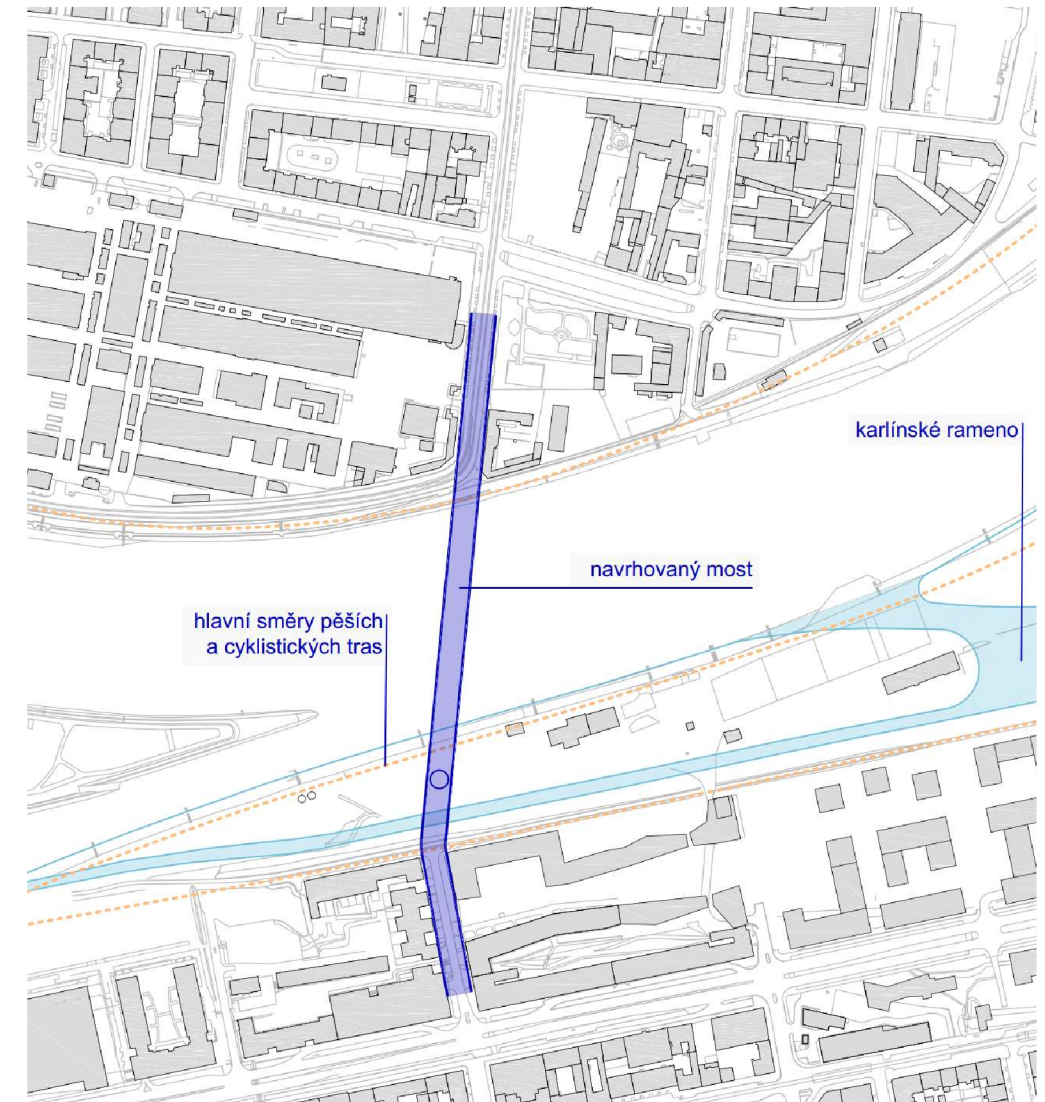 karlínské rameno
navrhovaný most
hlavní směry pěších
a cyklistických tras